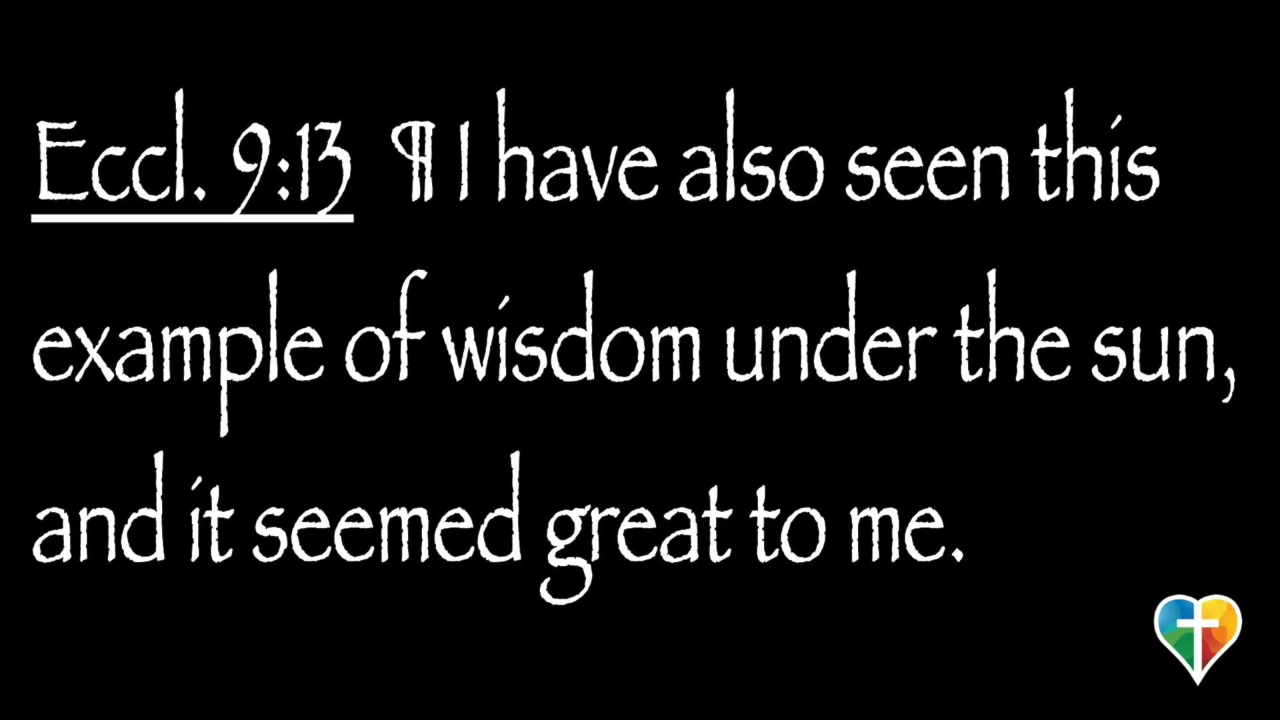 Eccl. 9:13 ¶ I have also seen this
example of wisdom under the sun,
and it seemed great to me.